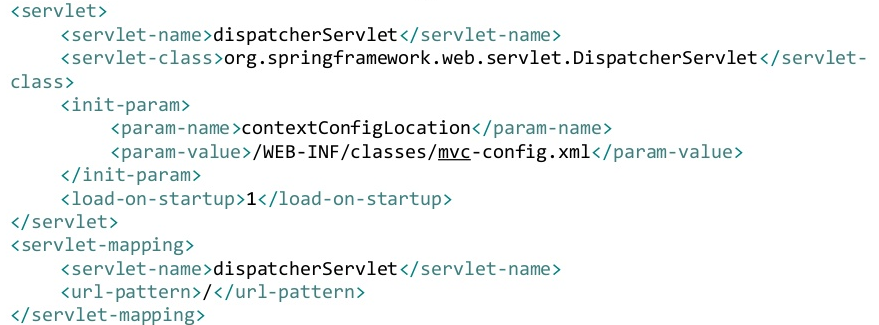 <servlet>
<servlet-name>dispatcherServlet</servlet-name>
<servlet-class>org.springframework.web.servlet.DispatcherServlet</servlet-
class>
<init-param>
<param-name>contextConfigLocation</param-name>
<param-value>/WEB-INF/classes/mvc-config.xml</param-value>
</init-param>
<load-on-startup>1</load-on-startup>
</servlet>
<servlet-mapping>
<servlet-name>dispatcherServlet</servlet-name>
<url-pattern>/</url-pattern>
</servlet-mapping>